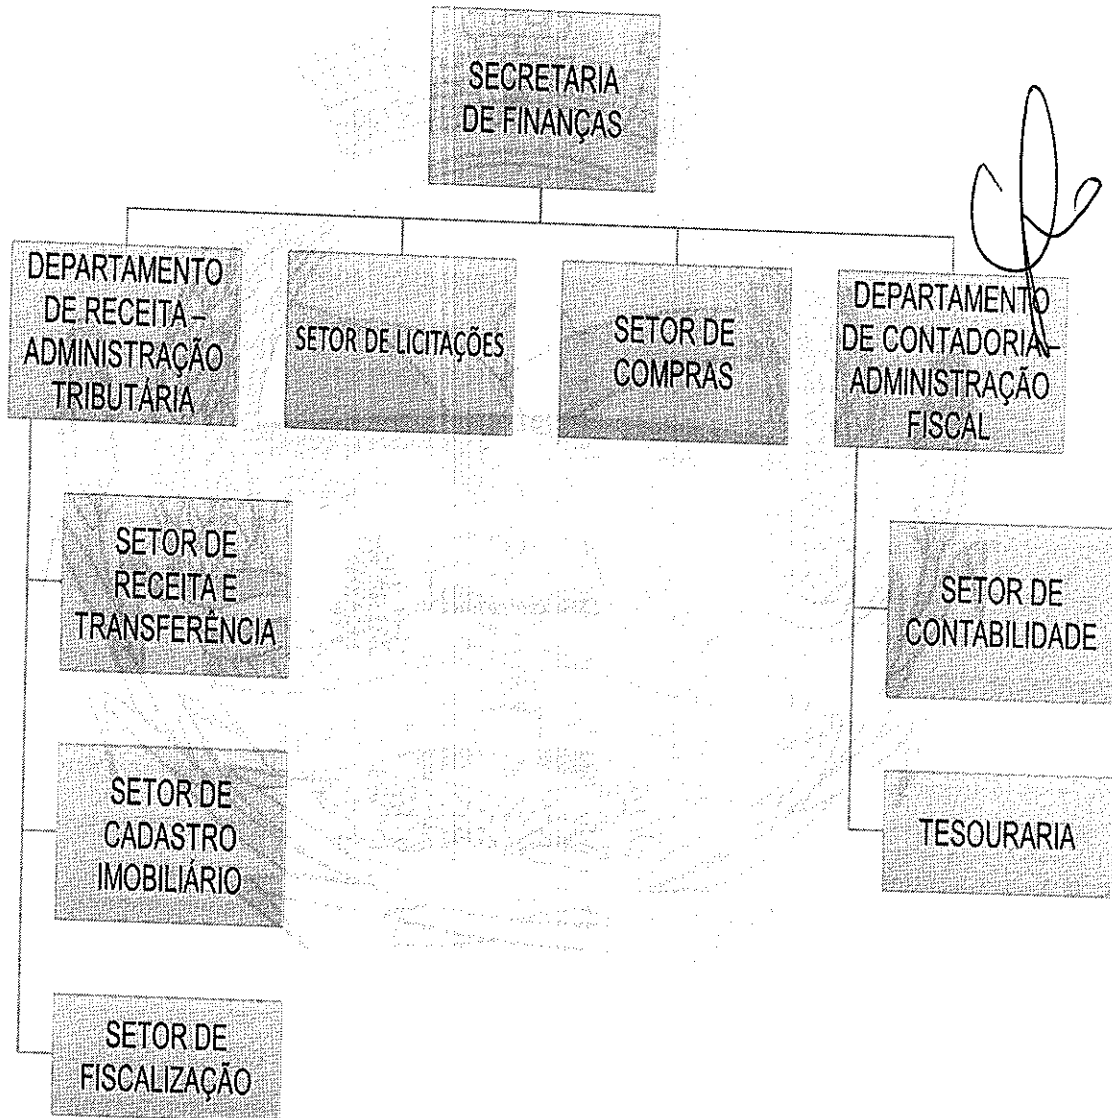 SECRETARIA
DE FINANÇAS
DEPARTAMENTO
DE RECEITA –
ADMINISTRAÇÃO
TRIBUTÁRIA
SETOR DE LICITAÇÕES
SETOR DE
COMPRAS
DEPARTAMENTO
DE CONTADORIA –
ADMINISTRAÇÃO
FISCAL
SETOR DE
RECEITA E
TRANSFERÊNCIA
SETOR DE
CADASTRO
IMOBILIÁRIO
SETOR DE
FISCALIZAÇÃO
SETOR DE
CONTABILIDADE
TESOURARIA